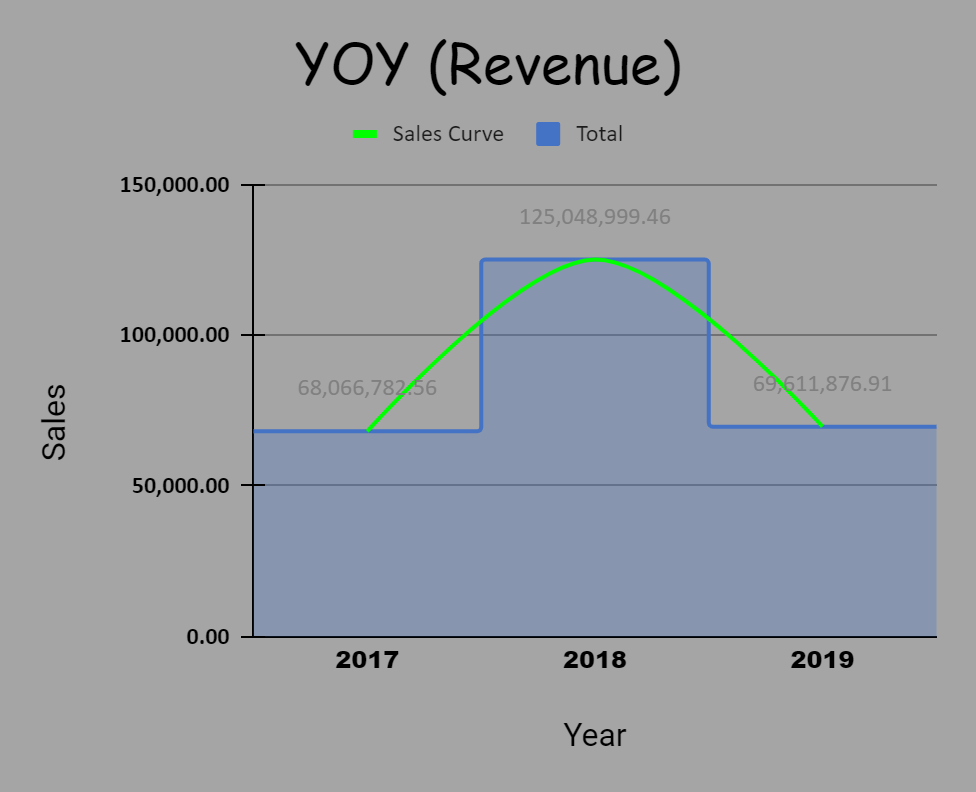 YOY (Revenue)
Sales Curve Total
150,000.00
125,048,999.46
100,000.00
68,066,782.56 69,611,876.91
Sales
50,000.00
0.00
2017 2018 2019
Year